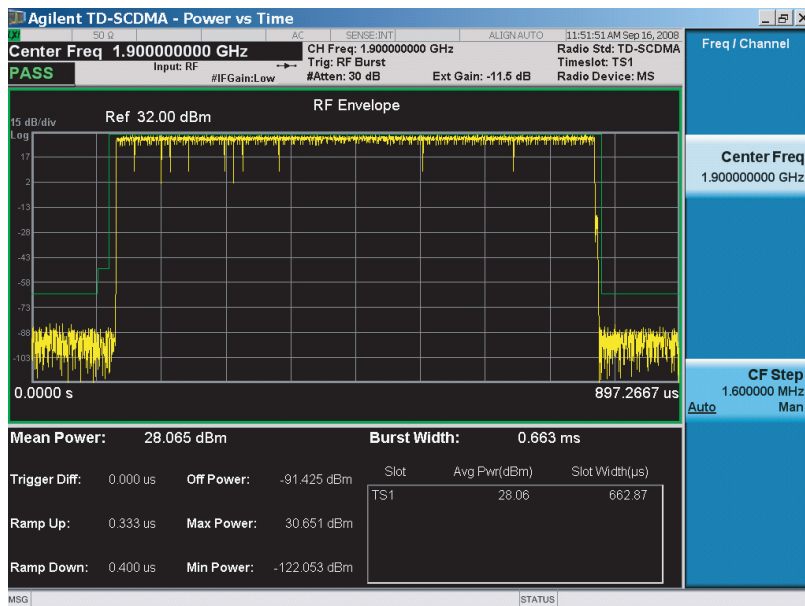 Agilent TD-SCDMA - Power vs Time
LXI 50 Ω AC SENSE:INT ALIGN AUTO 11:51:51 AM Sep 16, 2008
Center Freq 1.900000000 GHz
CH Freq: 1.900000000 GHz
Radio Std: TD-SCDMA
Input: RF
Trig: RF Burst
Timeslot: TS1
PASS
#IFGain:Low
#Atten: 30 dB
Ext Gain: -11.5 dB
Radio Device: MS
Freq / Channel
RF Envelope
15 dB/div
Ref 32.00 dBm
Log
17
2
-13
-28
-43
-58
-73
-88
-103
0.0000 s
897.2667 us
Center Freq
1.900000000 GHz
CF Step
1.600000 MHz
Auto Man
Mean Power: 28.065 dBm
Burst Width: 0.663 ms
Trigger Diff: 0.000 us
Off Power: -91.425 dBm
Ramp Up: 0.333 us
Max Power: 30.651 dBm
Ramp Down: 0.400 us
Min Power: -122.053 dBm
Slot Avg Pwr(dBm) Slot Width(µs)
TS1 28.06 662.87
MSG
STATUS